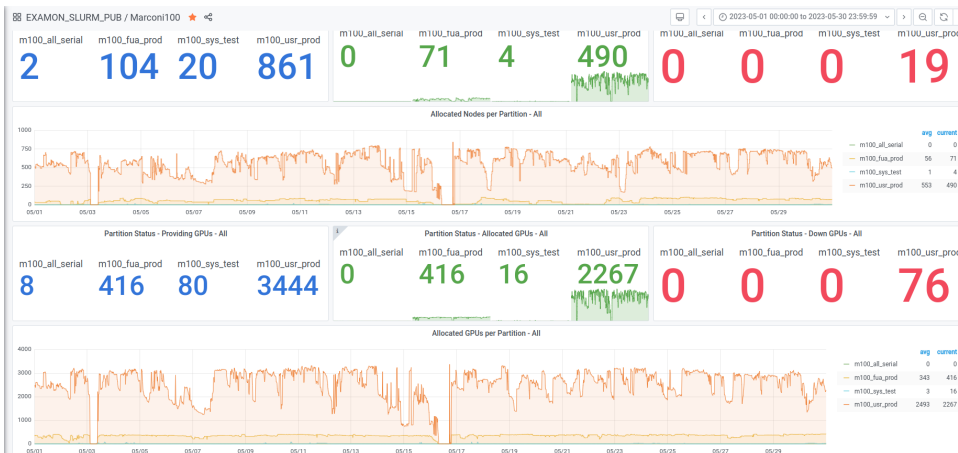 EXAMON_SLURM_PUB / Marconi100
2023-05-01 00:00:00 to 2023-05-30 23:59:59
m100_all_serial m100_fua_prod m100_sys_test m100_usr_prod
2 104 20 861
m100_all_serial m100_fua_prod m100_sys_test m100_usr_prod
0 71 4 490
m100_all_serial m100_fua_prod m100_sys_test m100_usr_prod
0 0 0 19
Allocated Nodes per Partition - All
1000
750
500
250
0
05/01 05/03 05/05 05/07 05/09 05/11 05/13 05/15 05/17 05/19 05/21 05/23 05/25 05/27 05/29
avg current
m100_all_serial 0 0
m100_fua_prod 56 71
m100_sys_test 1 4
m100_usr_prod 553 490
Partition Status - Providing GPUs - All
m100_all_serial m100_fua_prod m100_sys_test m100_usr_prod
8 416 80 3444
i
Partition Status - Allocated GPUs - All
m100_all_serial m100_fua_prod m100_sys_test m100_usr_prod
0 416 16 2267
Partition Status - Down GPUs - All
m100_all_serial m100_fua_prod m100_sys_test m100_usr_prod
0 0 0 76
Allocated GPUs per Partition - All
4000
3000
2000
1000
0
05/01 05/03 05/05 05/07 05/09 05/11 05/13 05/15 05/17 05/19 05/21 05/23 05/25 05/27 05/29
avg current
m100_all_serial 0 0
m100_fua_prod 343 416
m100_sys_test 3 16
m100_usr_prod 2493 2267